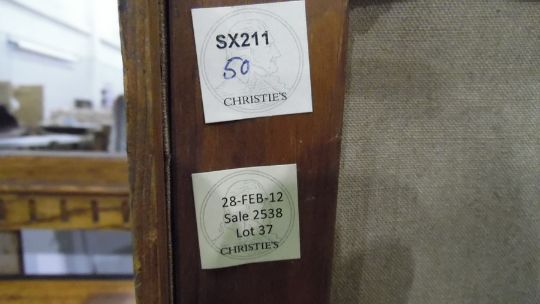 SX211
50
CHRISTIE'S
28-FEB-12
Sale 2538
Lot 37
CHRISTIE'S